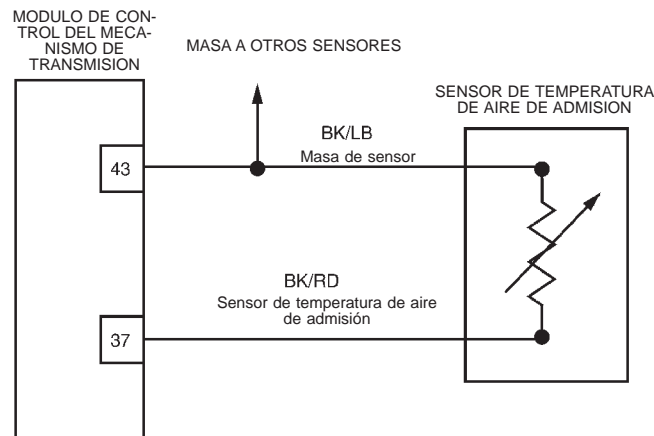 MODULO DE CON-
TROL DEL MECA-
NISMO DE
TRANSMISION
MASA A OTROS SENSORES
SENSOR DE TEMPERATURA
DE AIRE DE ADMISION
BK/LB
43
Masa de sensor
BK/RD
Sensor de temperatura de aire
de admisión
37